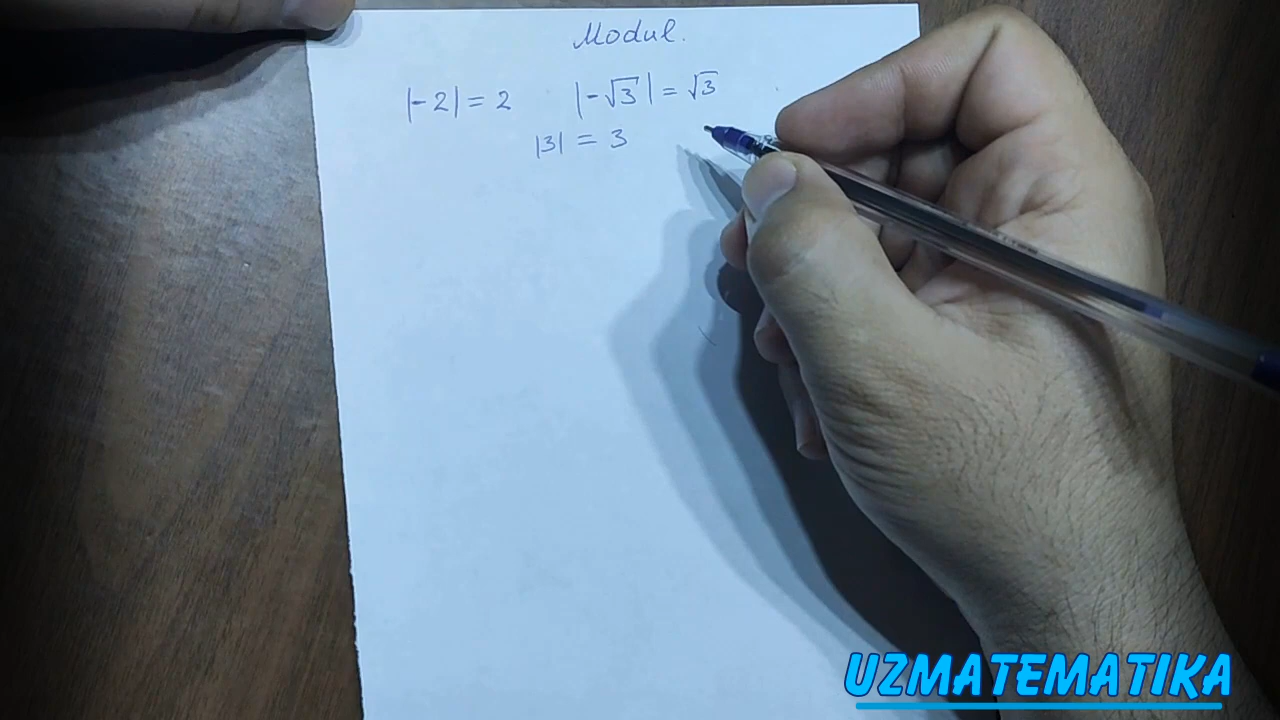 Modul.
|-2| = 2 |-√3| = √3
|3| = 3
UZMATEMATIKA